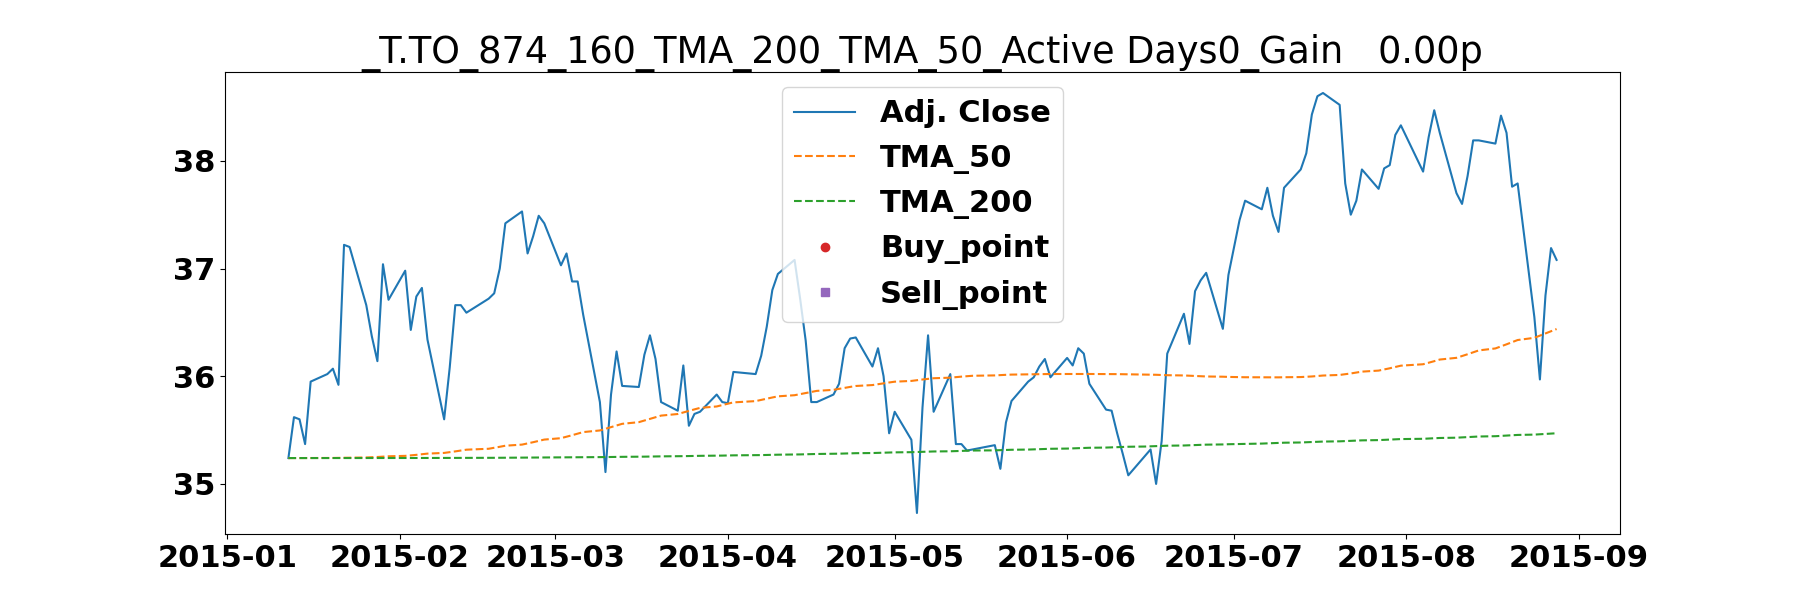 _T.TO_874_160_TMA_200_TMA_50_Active Days0_Gain   0.00p
Adj. Close
TMA_50
TMA_200
Buy_point
Sell_point
38
37
36
35
2015-01 2015-02 2015-03 2015-04 2015-05 2015-06 2015-07 2015-08 2015-09